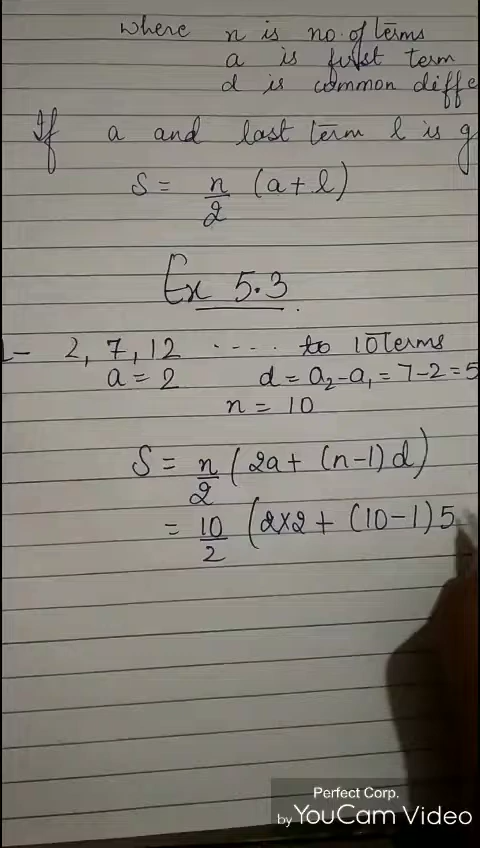 where n is no. of terms
a is first term
d is common diffe
If a and last term l is g
S = n/2 (a + l)
Ex 5.3
1- 2, 7, 12 ..... to 10 terms
a = 2 d = a₂ - a₁ = 7 - 2 = 5
n = 10
S = n/2 (2a + (n-1) d)
= 10/2 (2×2 + (10-1) 5
Perfect Corp.
by YouCam Video